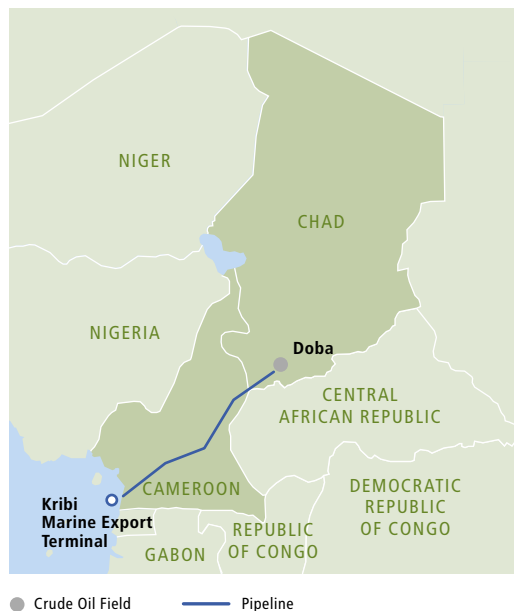 NIGER
CHAD
NIGERIA
Doba
CENTRAL
AFRICAN REPUBLIC
CAMEROON
DEMOCRATIC
REPUBLIC
OF CONGO
Kribi
Marine Export
Terminal
REPUBLIC
OF CONGO
GABON
Crude Oil Field
Pipeline